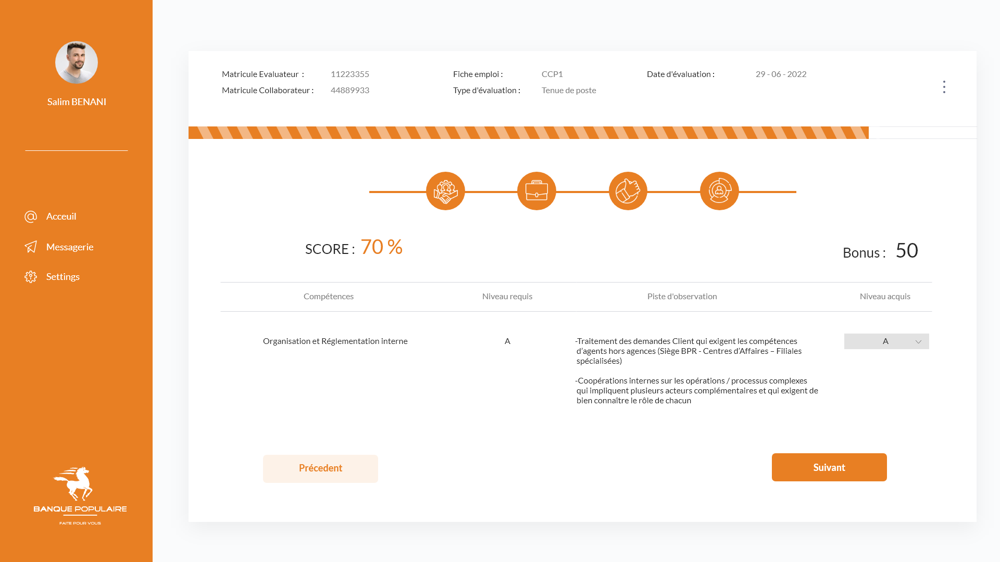 Salim BENANI
Acceuil
Messagerie
Settings
BANQUE POPULAIRE
FAITE POUR VOUS
Matricule Evaluateur : 11223355
Matricule Collaborateur : 44889933
Fiche emploi : CCP1
Type d'évaluation : Tenue de poste
Date d'évaluation : 29 - 06 - 2022
SCORE : 70 %
Bonus : 50
Compétences Niveau requis Piste d'observation Niveau acquis
Organisation et Réglementation interne
A
-Traitement des demandes Client qui exigent les compétences
d’agents hors agences (Siège BPR - Centres d’Affaires – Filiales
spécialisées)
-Coopérations internes sur les opérations / processus complexes
qui impliquent plusieurs acteurs complémentaires et qui exigent de
bien connaître le rôle de chacun
A
Précedent
Suivant